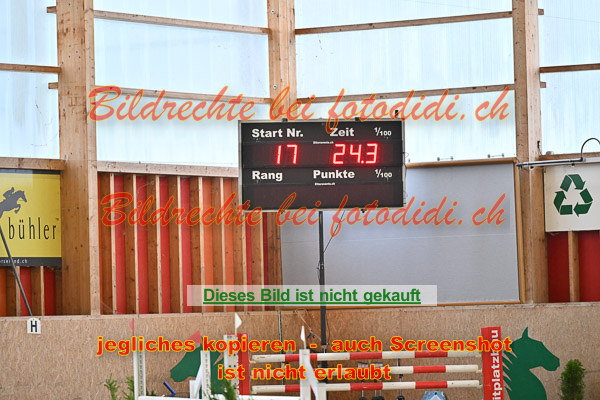 Bildrechte bei fotodidi.ch
Start Nr. Zeit 1/100
17 24.3
Rang Punkte 1/100
Bildrechte bei fotodidi.ch
bühler
Dieses Bild ist nicht gekauft
H
jegliches kopieren - auch Screenshot
ist nicht erlaubt